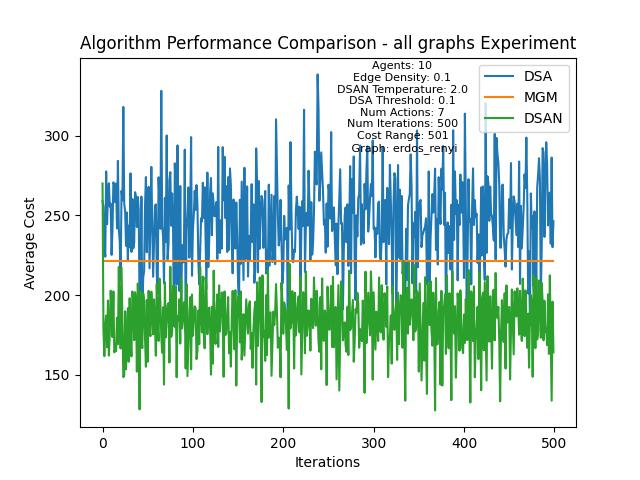 Algorithm Performance Comparison - all graphs Experiment
Agents: 10
Edge Density: 0.1
DSAN Temperature: 2.0
DSA Threshold: 0.1
Num Actions: 7
Num Iterations: 500
Cost Range: 501
Graph: erdos_renyi
DSA
MGM
DSAN
Average Cost
300
250
200
150
0 100 200 300 400 500
Iterations